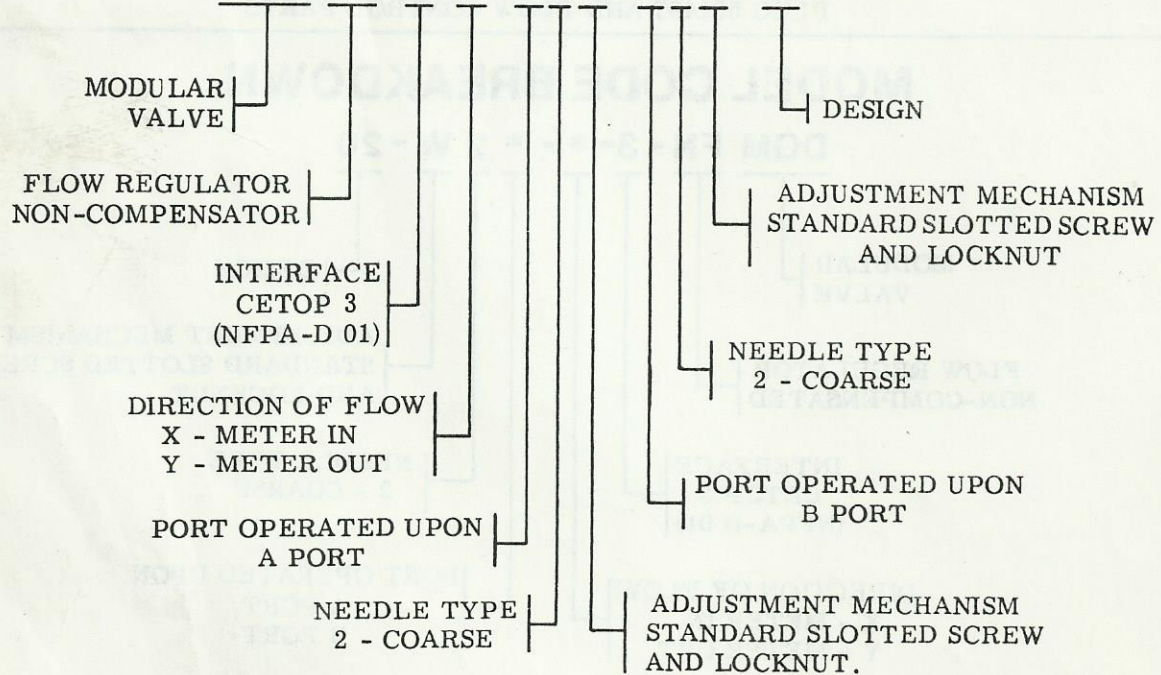 MODULAR
VALVE
DESIGN
FLOW REGULATOR
NON-COMPENSATOR
ADJUSTMENT MECHANISM
STANDARD SLOTTED SCREW
AND LOCKNUT
INTERFACE
CETOP 3
(NFPA-D 01)
NEEDLE TYPE
2 - COARSE
DIRECTION OF FLOW
X - METER IN
Y - METER OUT
PORT OPERATED UPON
B PORT
PORT OPERATED UPON
A PORT
NEEDLE TYPE
2 - COARSE
ADJUSTMENT MECHANISM
STANDARD SLOTTED SCREW
AND LOCKNUT.